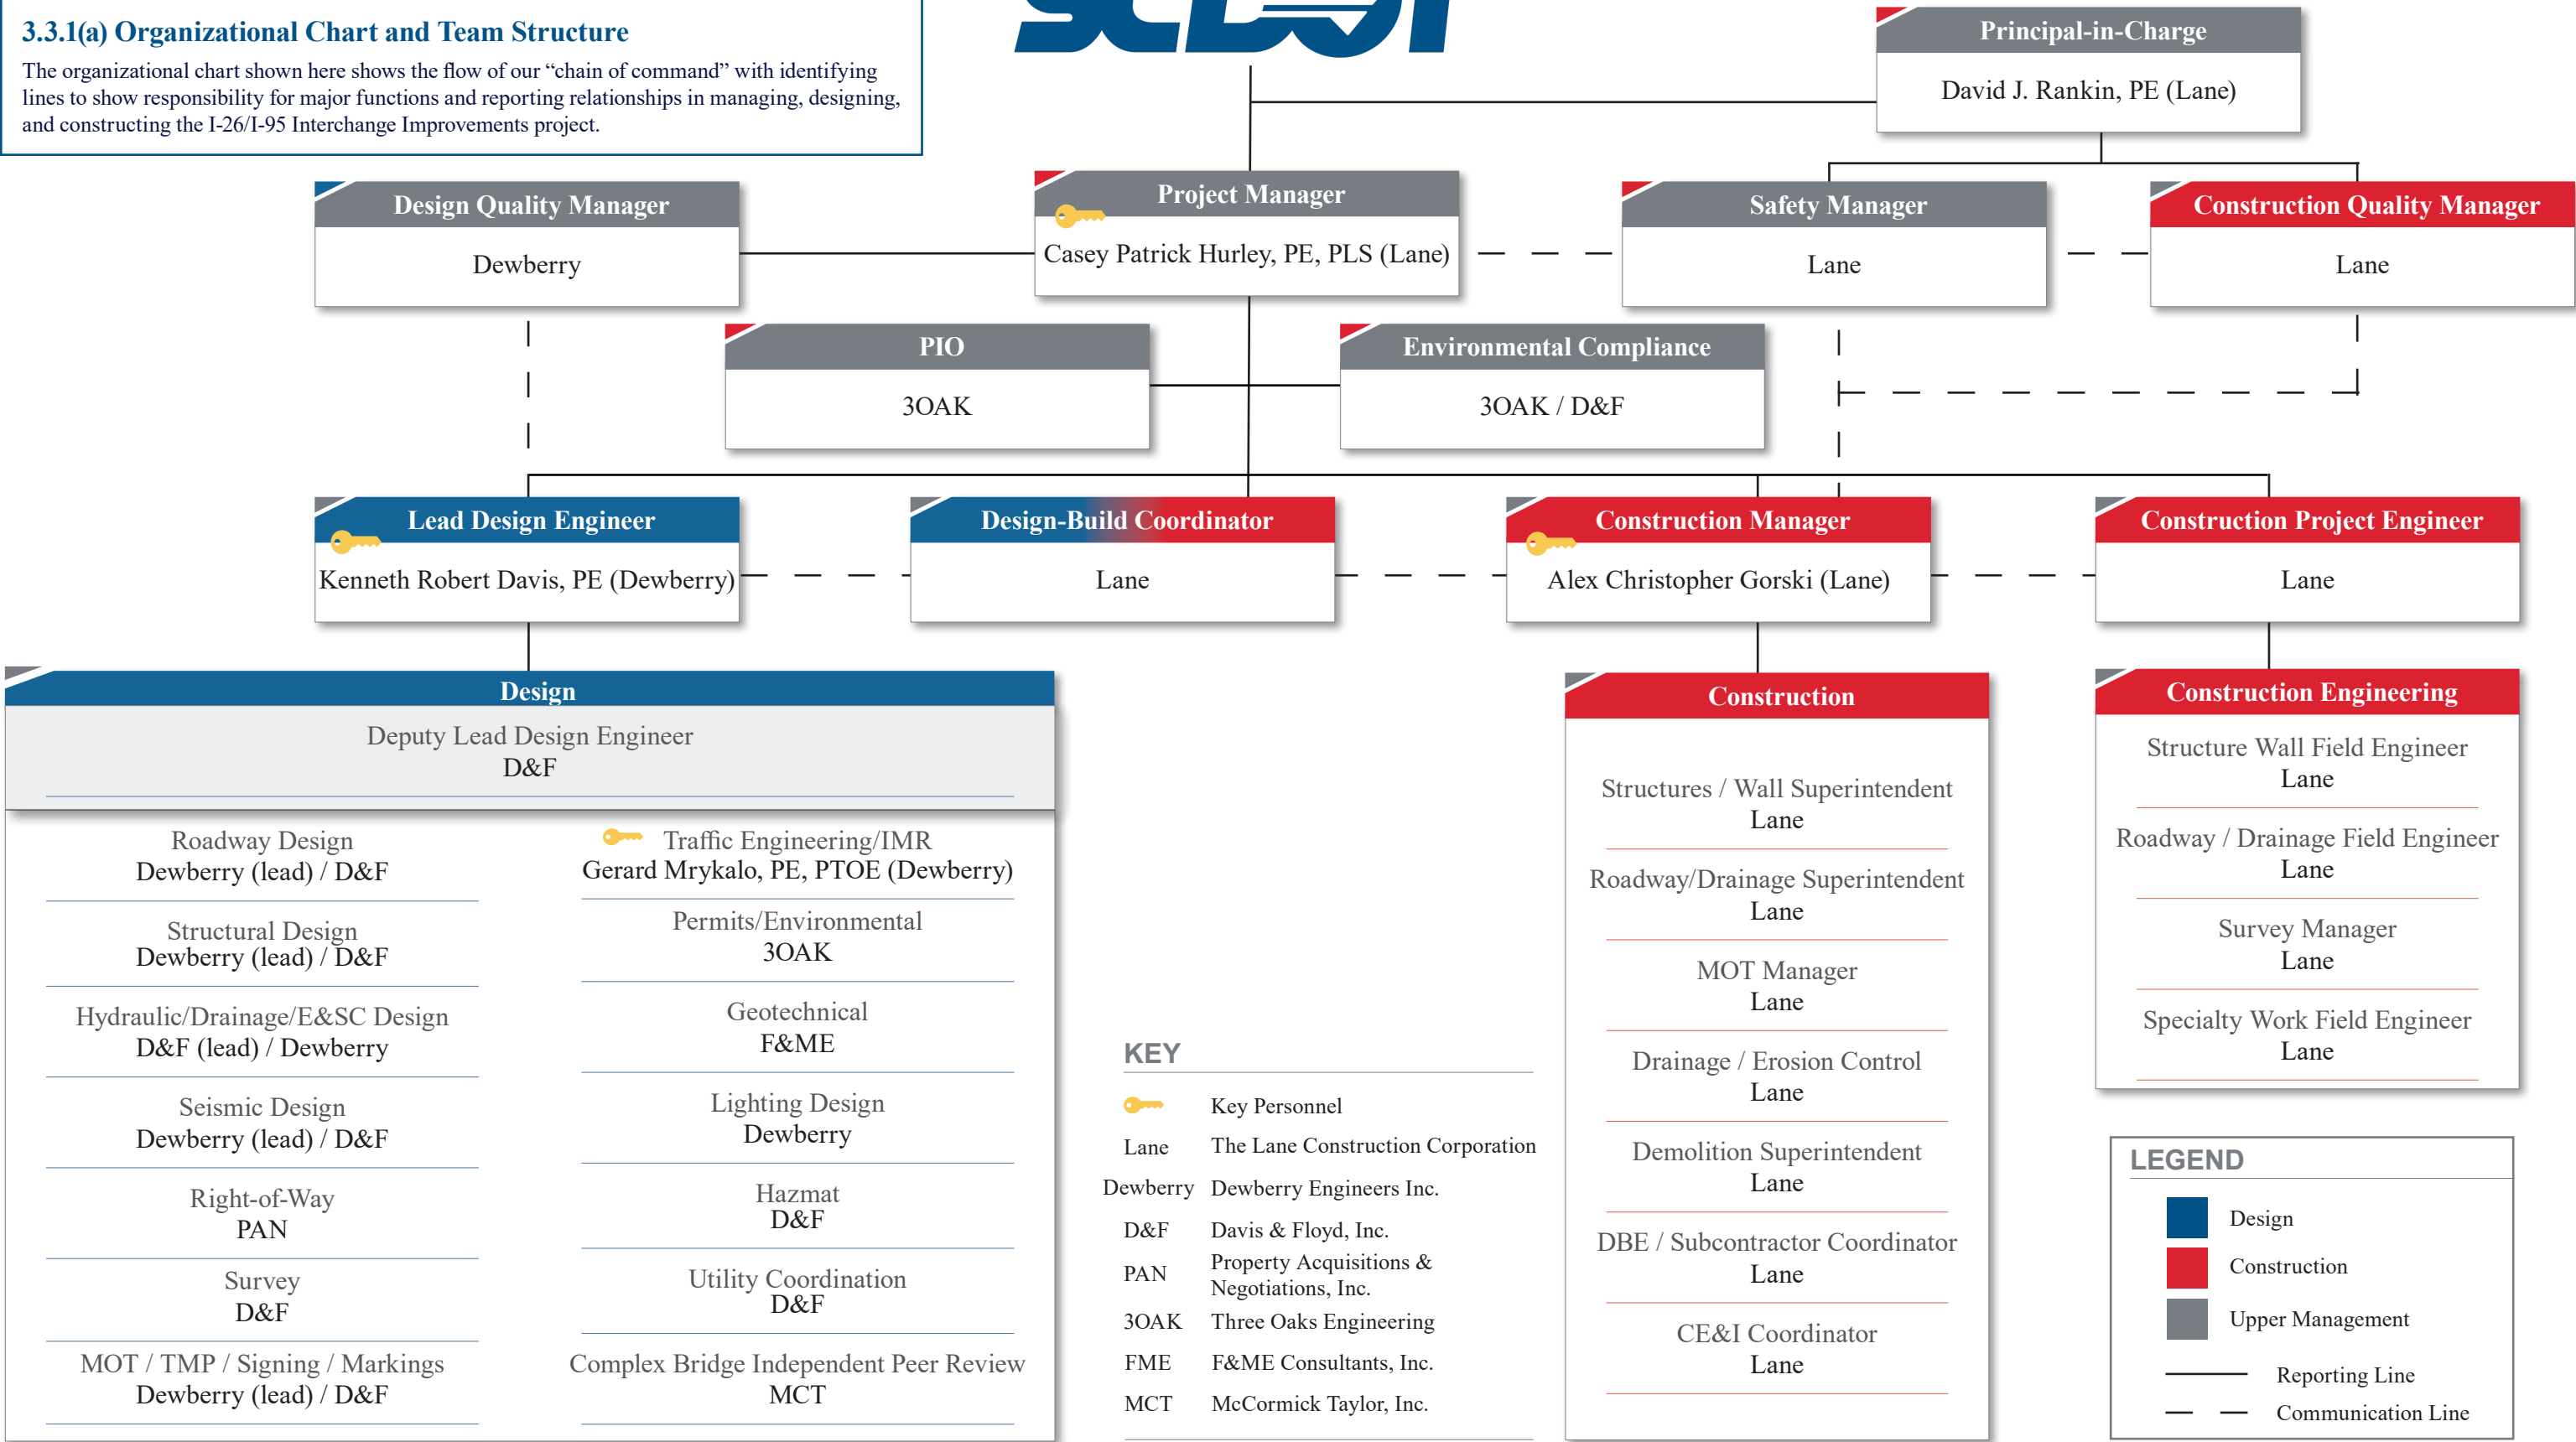 3.3.1(a) Organizational Chart and Team Structure
The organizational chart shown here shows the flow of our “chain of command” with identifying
lines to show responsibility for major functions and reporting relationships in managing, designing,
and constructing the I-26/I-95 Interchange Improvements project.
SCDOT
Principal-in-Charge
David J. Rankin, PE (Lane)
Design Quality Manager
Dewberry
Project Manager
Casey Patrick Hurley, PE, PLS (Lane)
Safety Manager
Lane
Construction Quality Manager
Lane
PIO
3OAK
Environmental Compliance
3OAK / D&F
Lead Design Engineer
Kenneth Robert Davis, PE (Dewberry)
Design-Build Coordinator
Lane
Construction Manager
Alex Christopher Gorski (Lane)
Construction Project Engineer
Lane
Design
Deputy Lead Design Engineer
D&F
Roadway Design
Dewberry (lead) / D&F
Structural Design
Dewberry (lead) / D&F
Hydraulic/Drainage/E&SC Design
D&F (lead) / Dewberry
Seismic Design
Dewberry (lead) / D&F
Right-of-Way
PAN
Survey
D&F
MOT / TMP / Signing / Markings
Dewberry (lead) / D&F
Traffic Engineering/IMR
Gerard Mrykalo, PE, PTOE (Dewberry)
Permits/Environmental
3OAK
Geotechnical
F&ME
Lighting Design
Dewberry
Hazmat
D&F
Utility Coordination
D&F
Complex Bridge Independent Peer Review
MCT
KEY
Key Personnel
Lane The Lane Construction Corporation
Dewberry Dewberry Engineers Inc.
D&F Davis & Floyd, Inc.
PAN Property Acquisitions &
Negotiations, Inc.
3OAK Three Oaks Engineering
FME F&ME Consultants, Inc.
MCT McCormick Taylor, Inc.
Construction
Structures / Wall Superintendent
Lane
Roadway/Drainage Superintendent
Lane
MOT Manager
Lane
Drainage / Erosion Control
Lane
Demolition Superintendent
Lane
DBE / Subcontractor Coordinator
Lane
CE&I Coordinator
Lane
Construction Engineering
Structure Wall Field Engineer
Lane
Roadway / Drainage Field Engineer
Lane
Survey Manager
Lane
Specialty Work Field Engineer
Lane
LEGEND
Design
Construction
Upper Management
Reporting Line
Communication Line